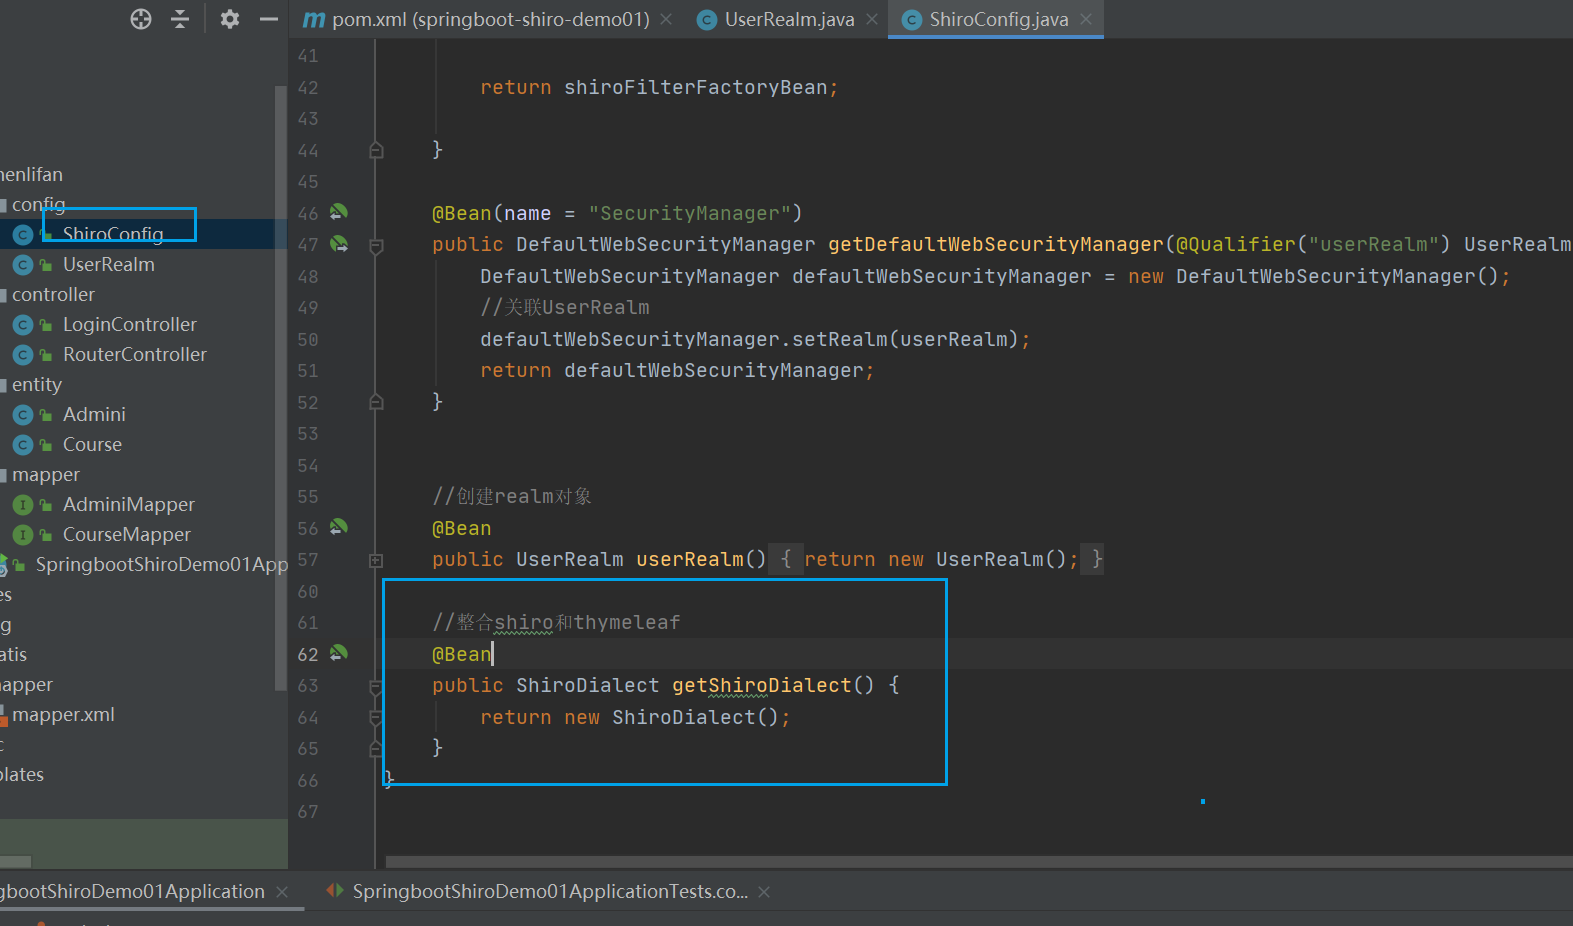 pom.xml (springboot-shiro-demo01)
UserRealm.java
ShiroConfig.java
henlifan
config
ShiroConfig
UserRealm
controller
LoginController
RouterController
entity
Admini
Course
mapper
AdminiMapper
CourseMapper
SpringbootShiroDemo01App
es
g
atis
mapper
mapper.xml
c
plates
41
42 return shiroFilterFactoryBean;
43
44 }
45
46 @Bean(name = "SecurityManager")
47 public DefaultWebSecurityManager getDefaultWebSecurityManager(@Qualifier("userRealm") UserRealm
48 DefaultWebSecurityManager defaultWebSecurityManager = new DefaultWebSecurityManager();
49 //关联UserRealm
50 defaultWebSecurityManager.setRealm(userRealm);
51 return defaultWebSecurityManager;
52 }
53
54
55 //创建realm对象
56 @Bean
57 public UserRealm userRealm() { return new UserRealm(); }
60
61 //整合shiro和thymeleaf
62 @Bean
63 public ShiroDialect getShiroDialect() {
64 return new ShiroDialect();
65 }
66 }
67
gbootShiroDemo01Application
SpringbootShiroDemo01ApplicationTests.co...